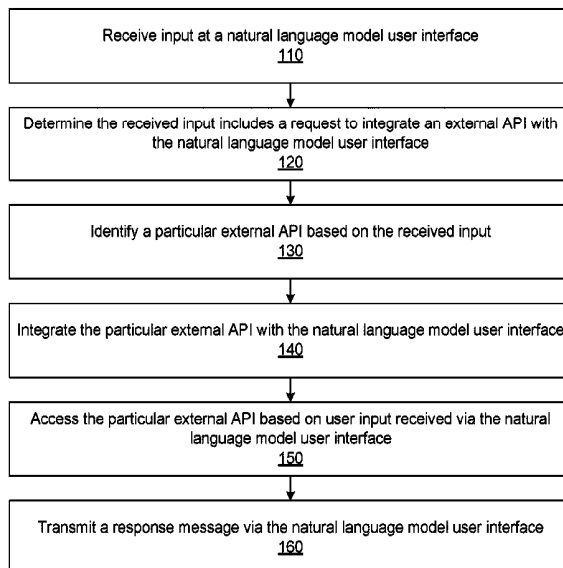 Receive input at a natural language model user interface
110
Determine the received input includes a request to integrate an external API with
the natural language model user interface
120
Identify a particular external API based on the received input
130
Integrate the particular external API with the natural language model user interface
140
Access the particular external API based on user input received via the natural
language model user interface
150
Transmit a response message via the natural language model user interface
160